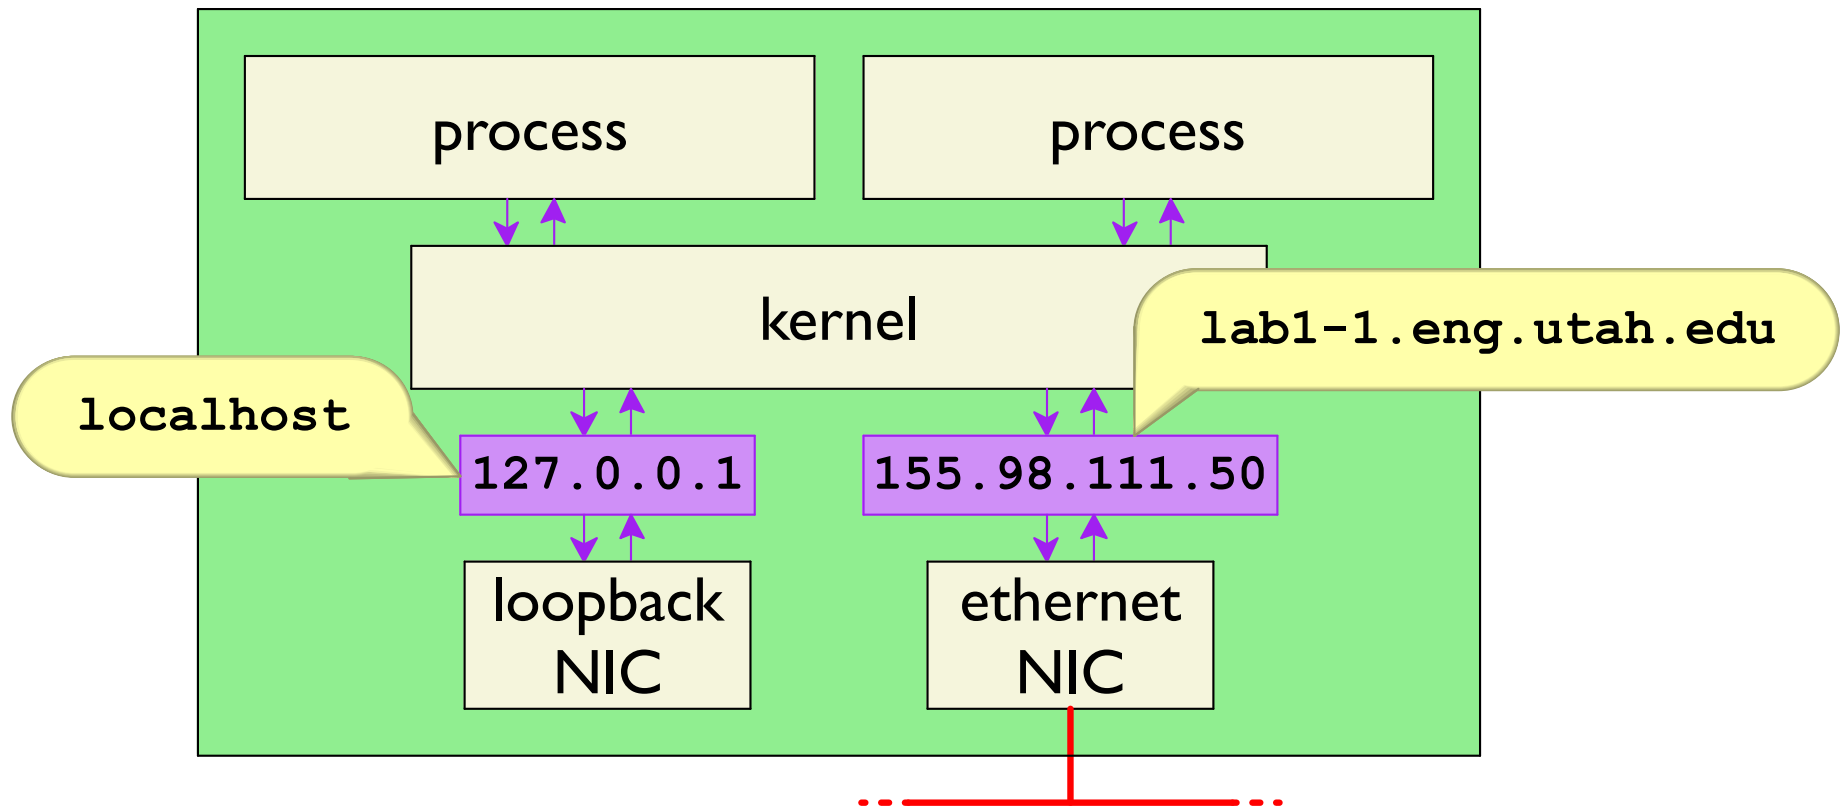 process
process
kernel
lab1-1.eng.utah.edu
localhost
127.0.0.1
155.98.111.50
loopback
NIC
ethernet
NIC